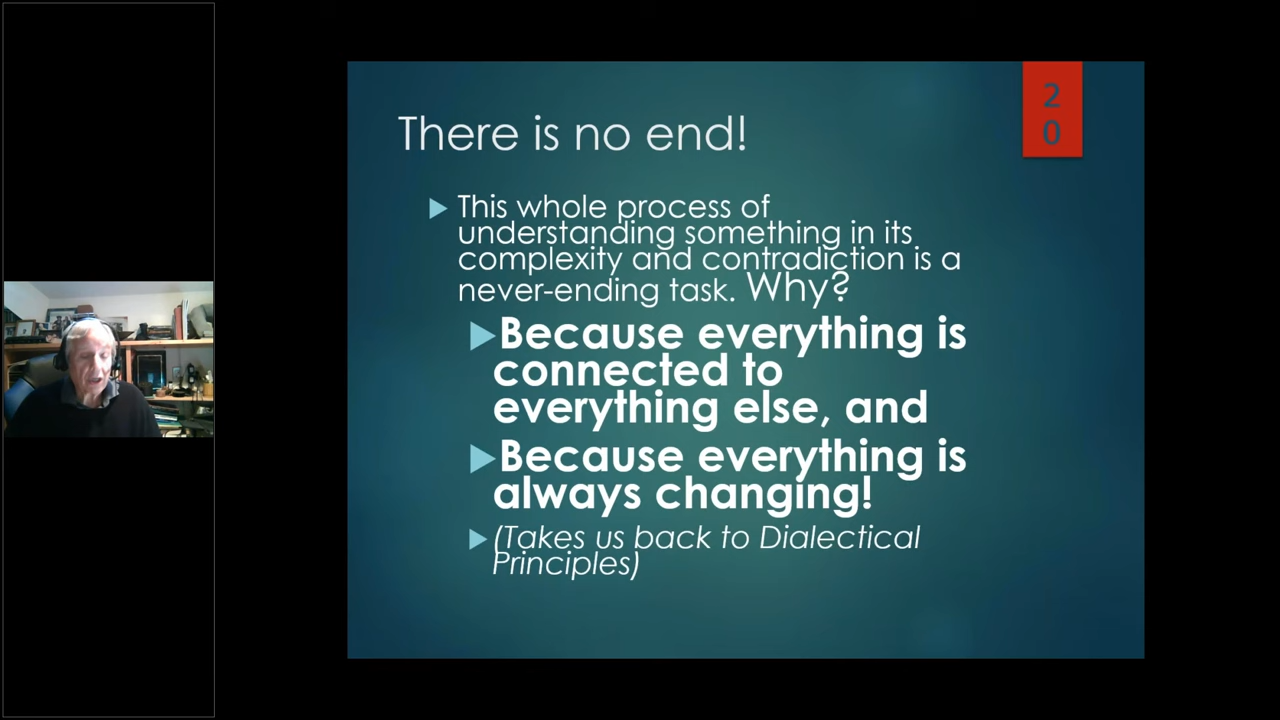 There is no end!
2
0
This whole process of
understanding something in its
complexity and contradiction is a
never-ending task. Why?
Because everything is
connected to
everything else, and
Because everything is
always changing!
(Takes us back to Dialectical
Principles)